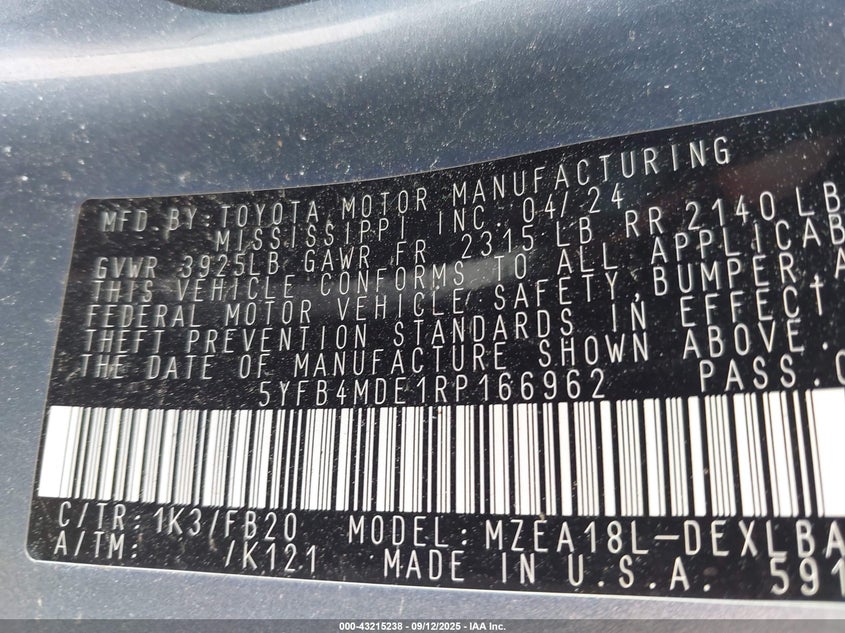 MFD BY: TOYOTA MOTOR MANUFACTURING
MISSISSIPPI INC. 04/24
GVWR 3925LB GAWR FR 2315 LB RR 2140 LB
THIS VEHICLE CONFORMS TO ALL APPLICAB
FEDERAL MOTOR VEHICLE SAFETY, BUMPER, A
THEFT PREVENTION STANDARDS IN EFFECT
THE DATE OF MANUFACTURE SHOWN ABOVE.
5YFB4MDE1RP166962 PASS.C
C/TR: 1K3/FB20 MODEL: MZEA18L-DEXLBA
A/TM: /K121 MADE IN U.S.A. 591
000-43215238 - 09/12/2025 - IAA Inc.